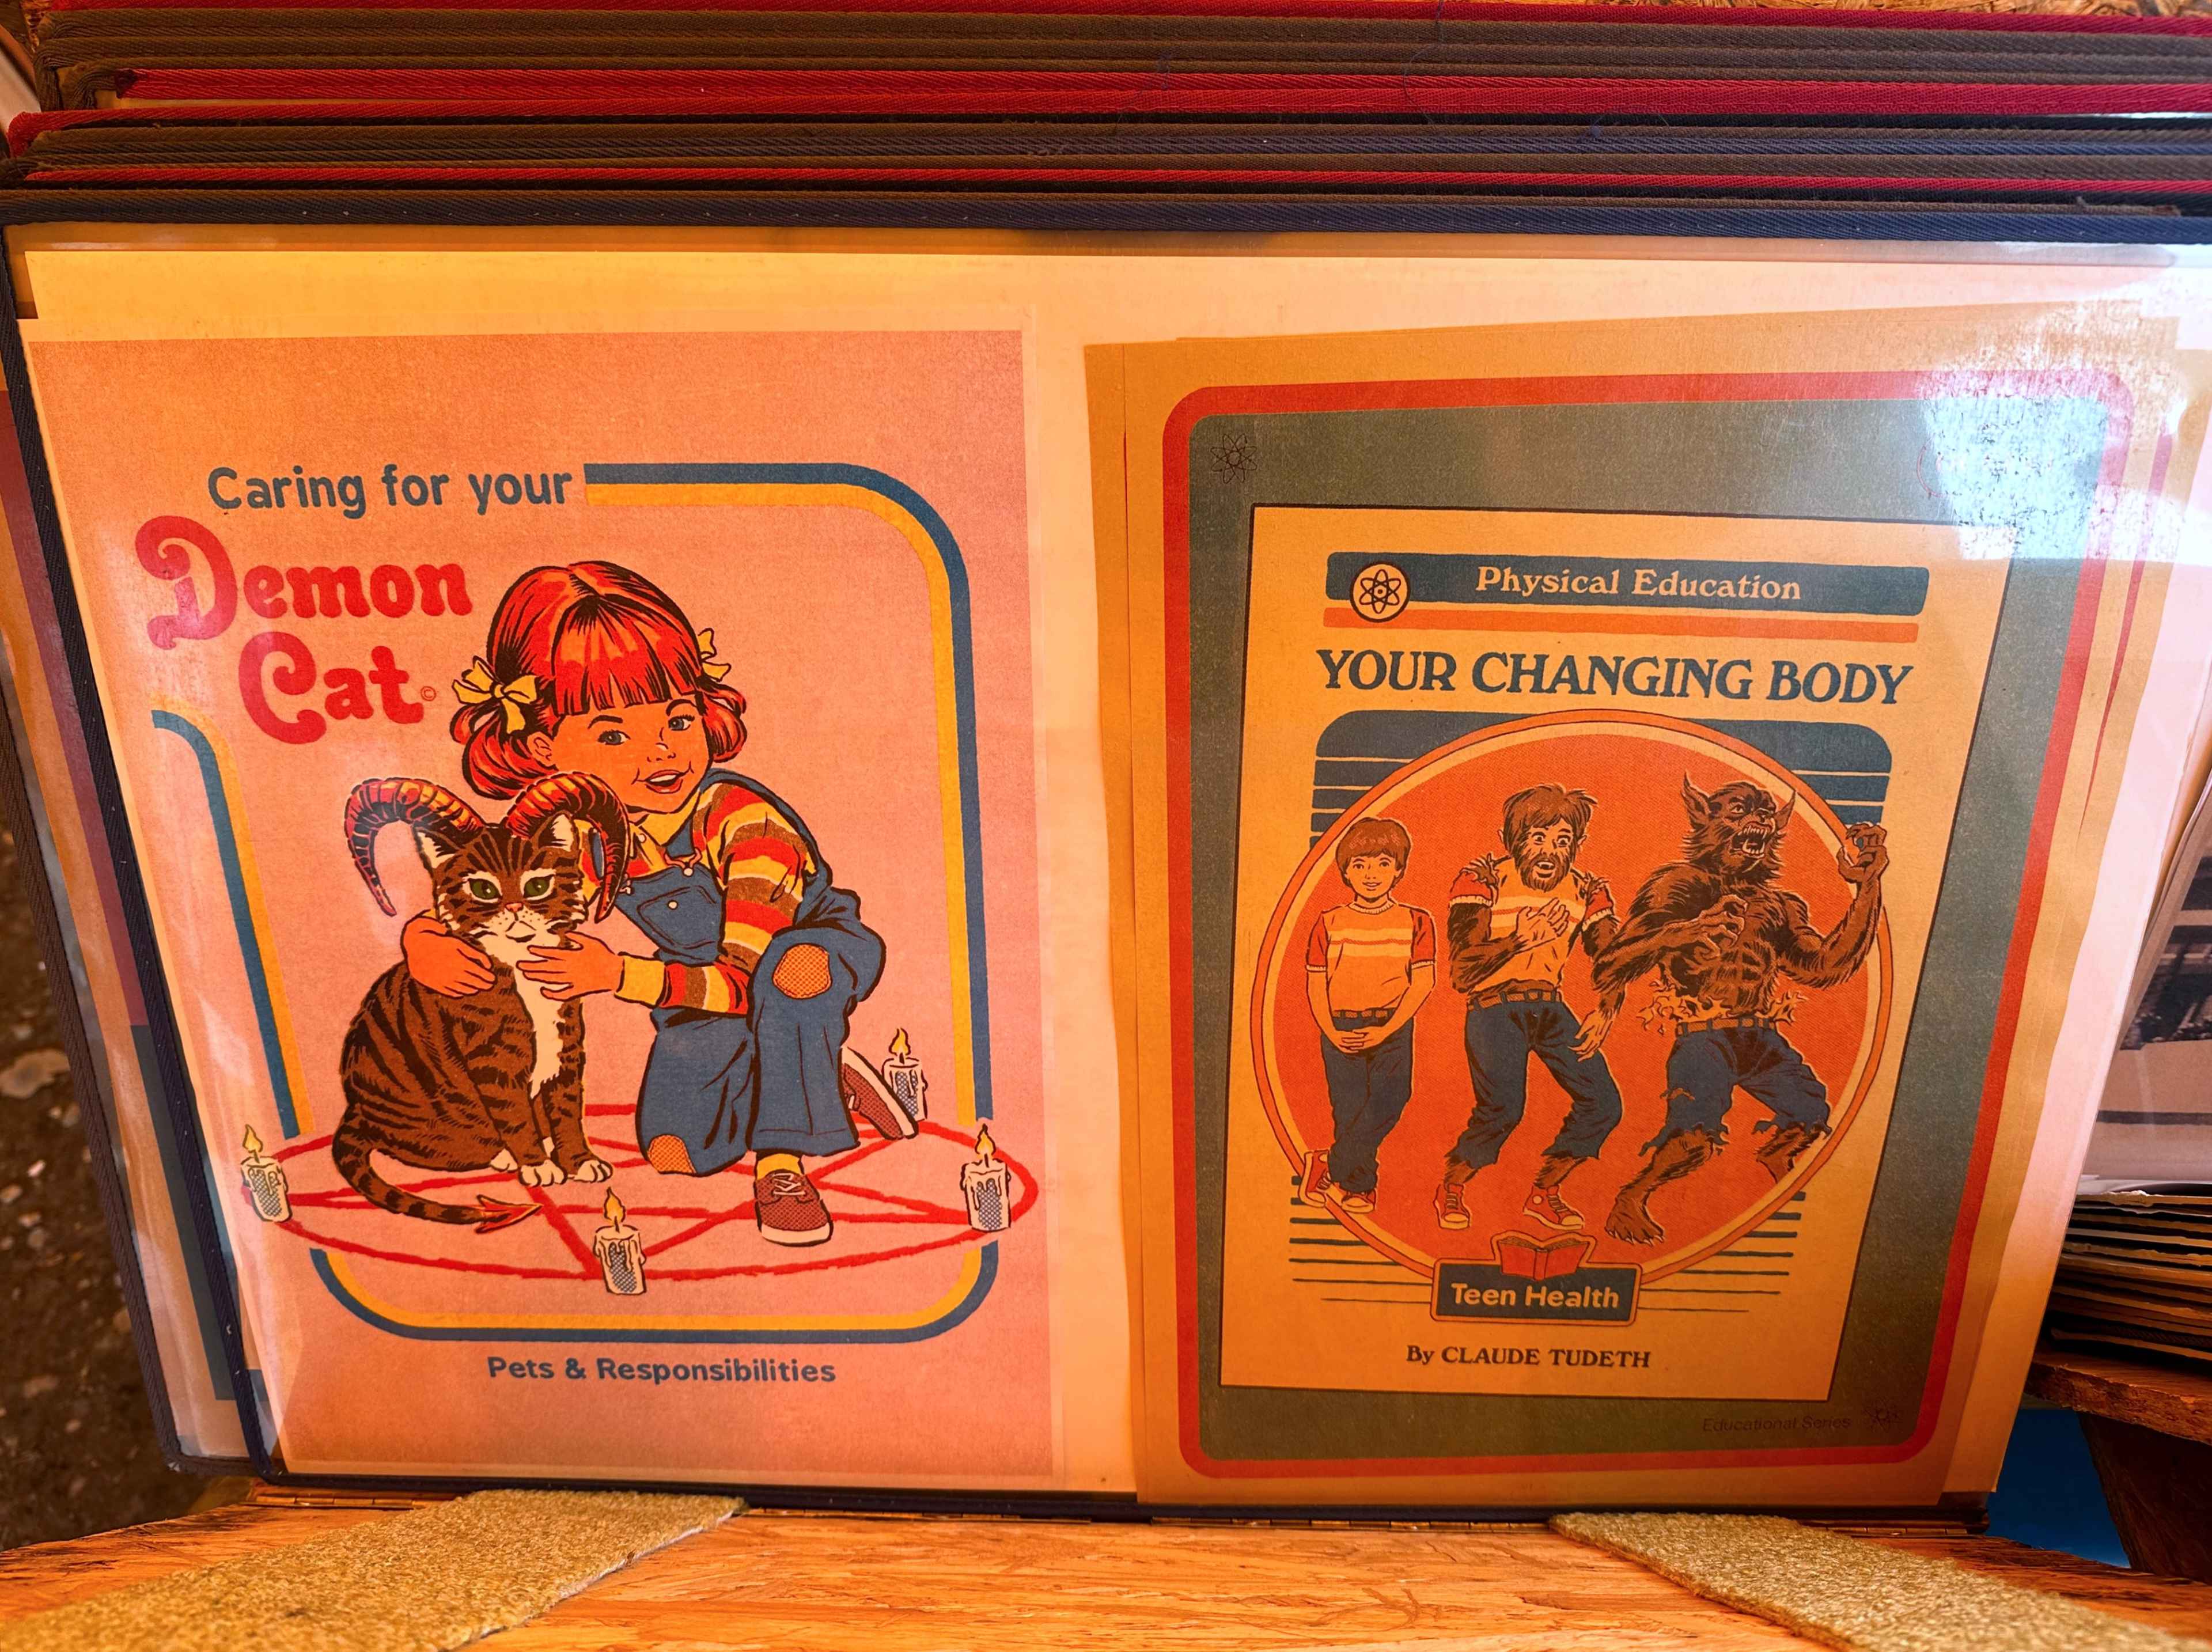 Caring for your
Demon
Cat©
Pets & Responsibilities
Physical Education
YOUR CHANGING BODY
Teen Health
By CLAUDE TUDETH
Educational Series